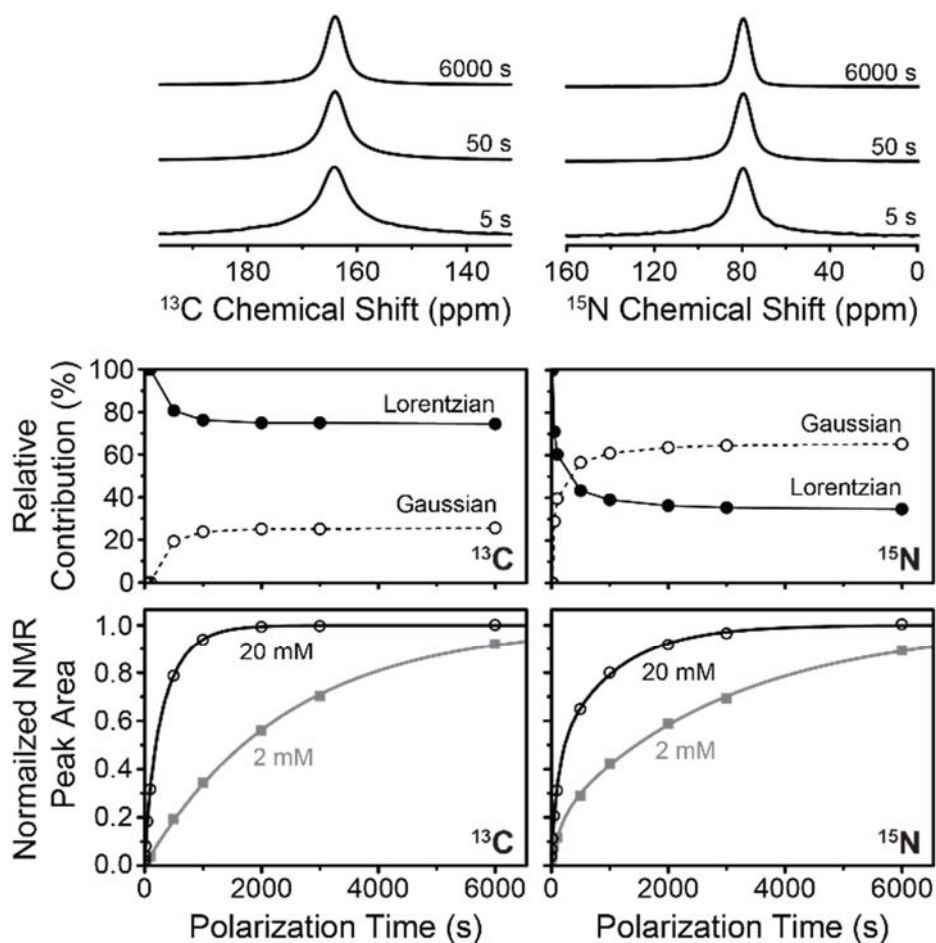 6000 s
50 s
5 s
180 160 140
¹³C Chemical Shift (ppm)
6000 s
50 s
5 s
160 120 80 40 0
¹⁵N Chemical Shift (ppm)
Relative
Contribution (%)
100
80
60
40
20
0
Lorentzian
Gaussian
¹³C
Gaussian
Lorentzian
¹⁵N
Normailzed NMR
Peak Area
1.0
0.8
0.6
0.4
0.2
0.0
20 mM
2 mM
¹³C
20 mM
2 mM
¹⁵N
0 2000 4000 6000
Polarization Time (s)
0 2000 4000 6000
Polarization Time (s)